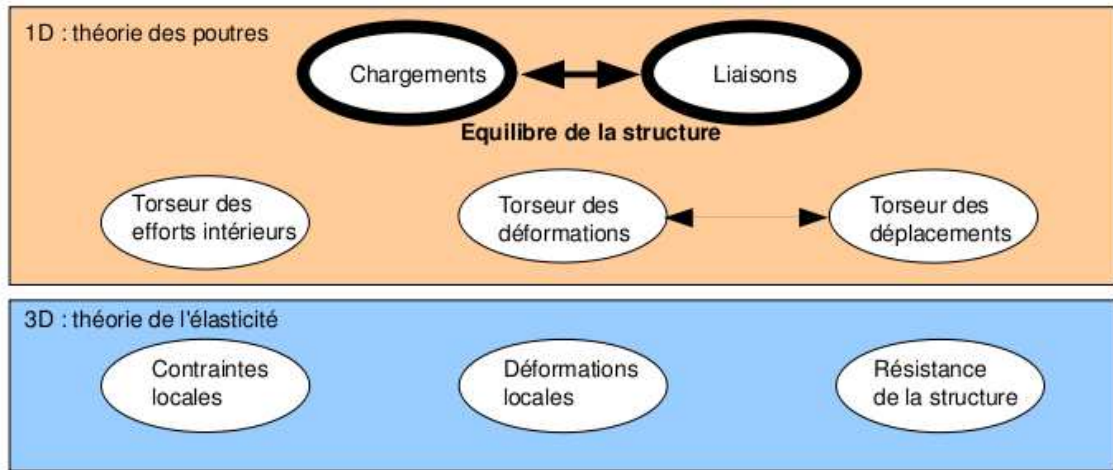 1D : théorie des poutres
Chargements
Liaisons
Equilibre de la structure
Torseur des
efforts intérieurs
Torseur des
déformations
Torseur des
déplacements
3D : théorie de l'élasticité
Contraintes
locales
Déformations
locales
Résistance
de la structure